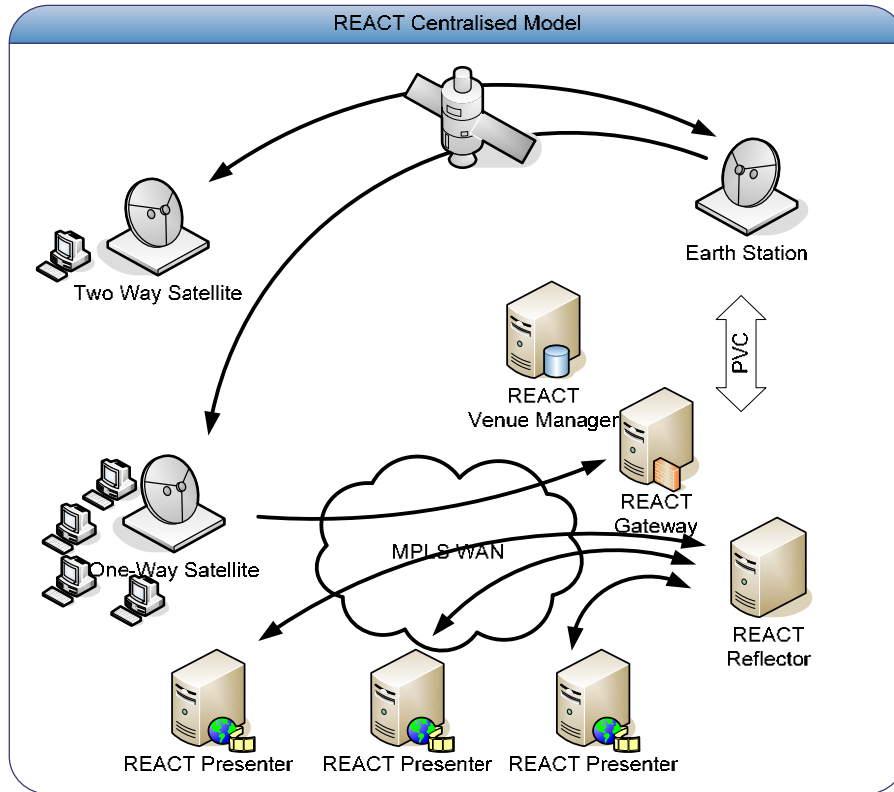 REACT Centralised Model
Earth Station
Two Way Satellite
PVC
REACT
Venue Manager
REACT
Gateway
MPLS WAN
One-Way Satellite
REACT
Reflector
REACT Presenter
REACT Presenter
REACT Presenter